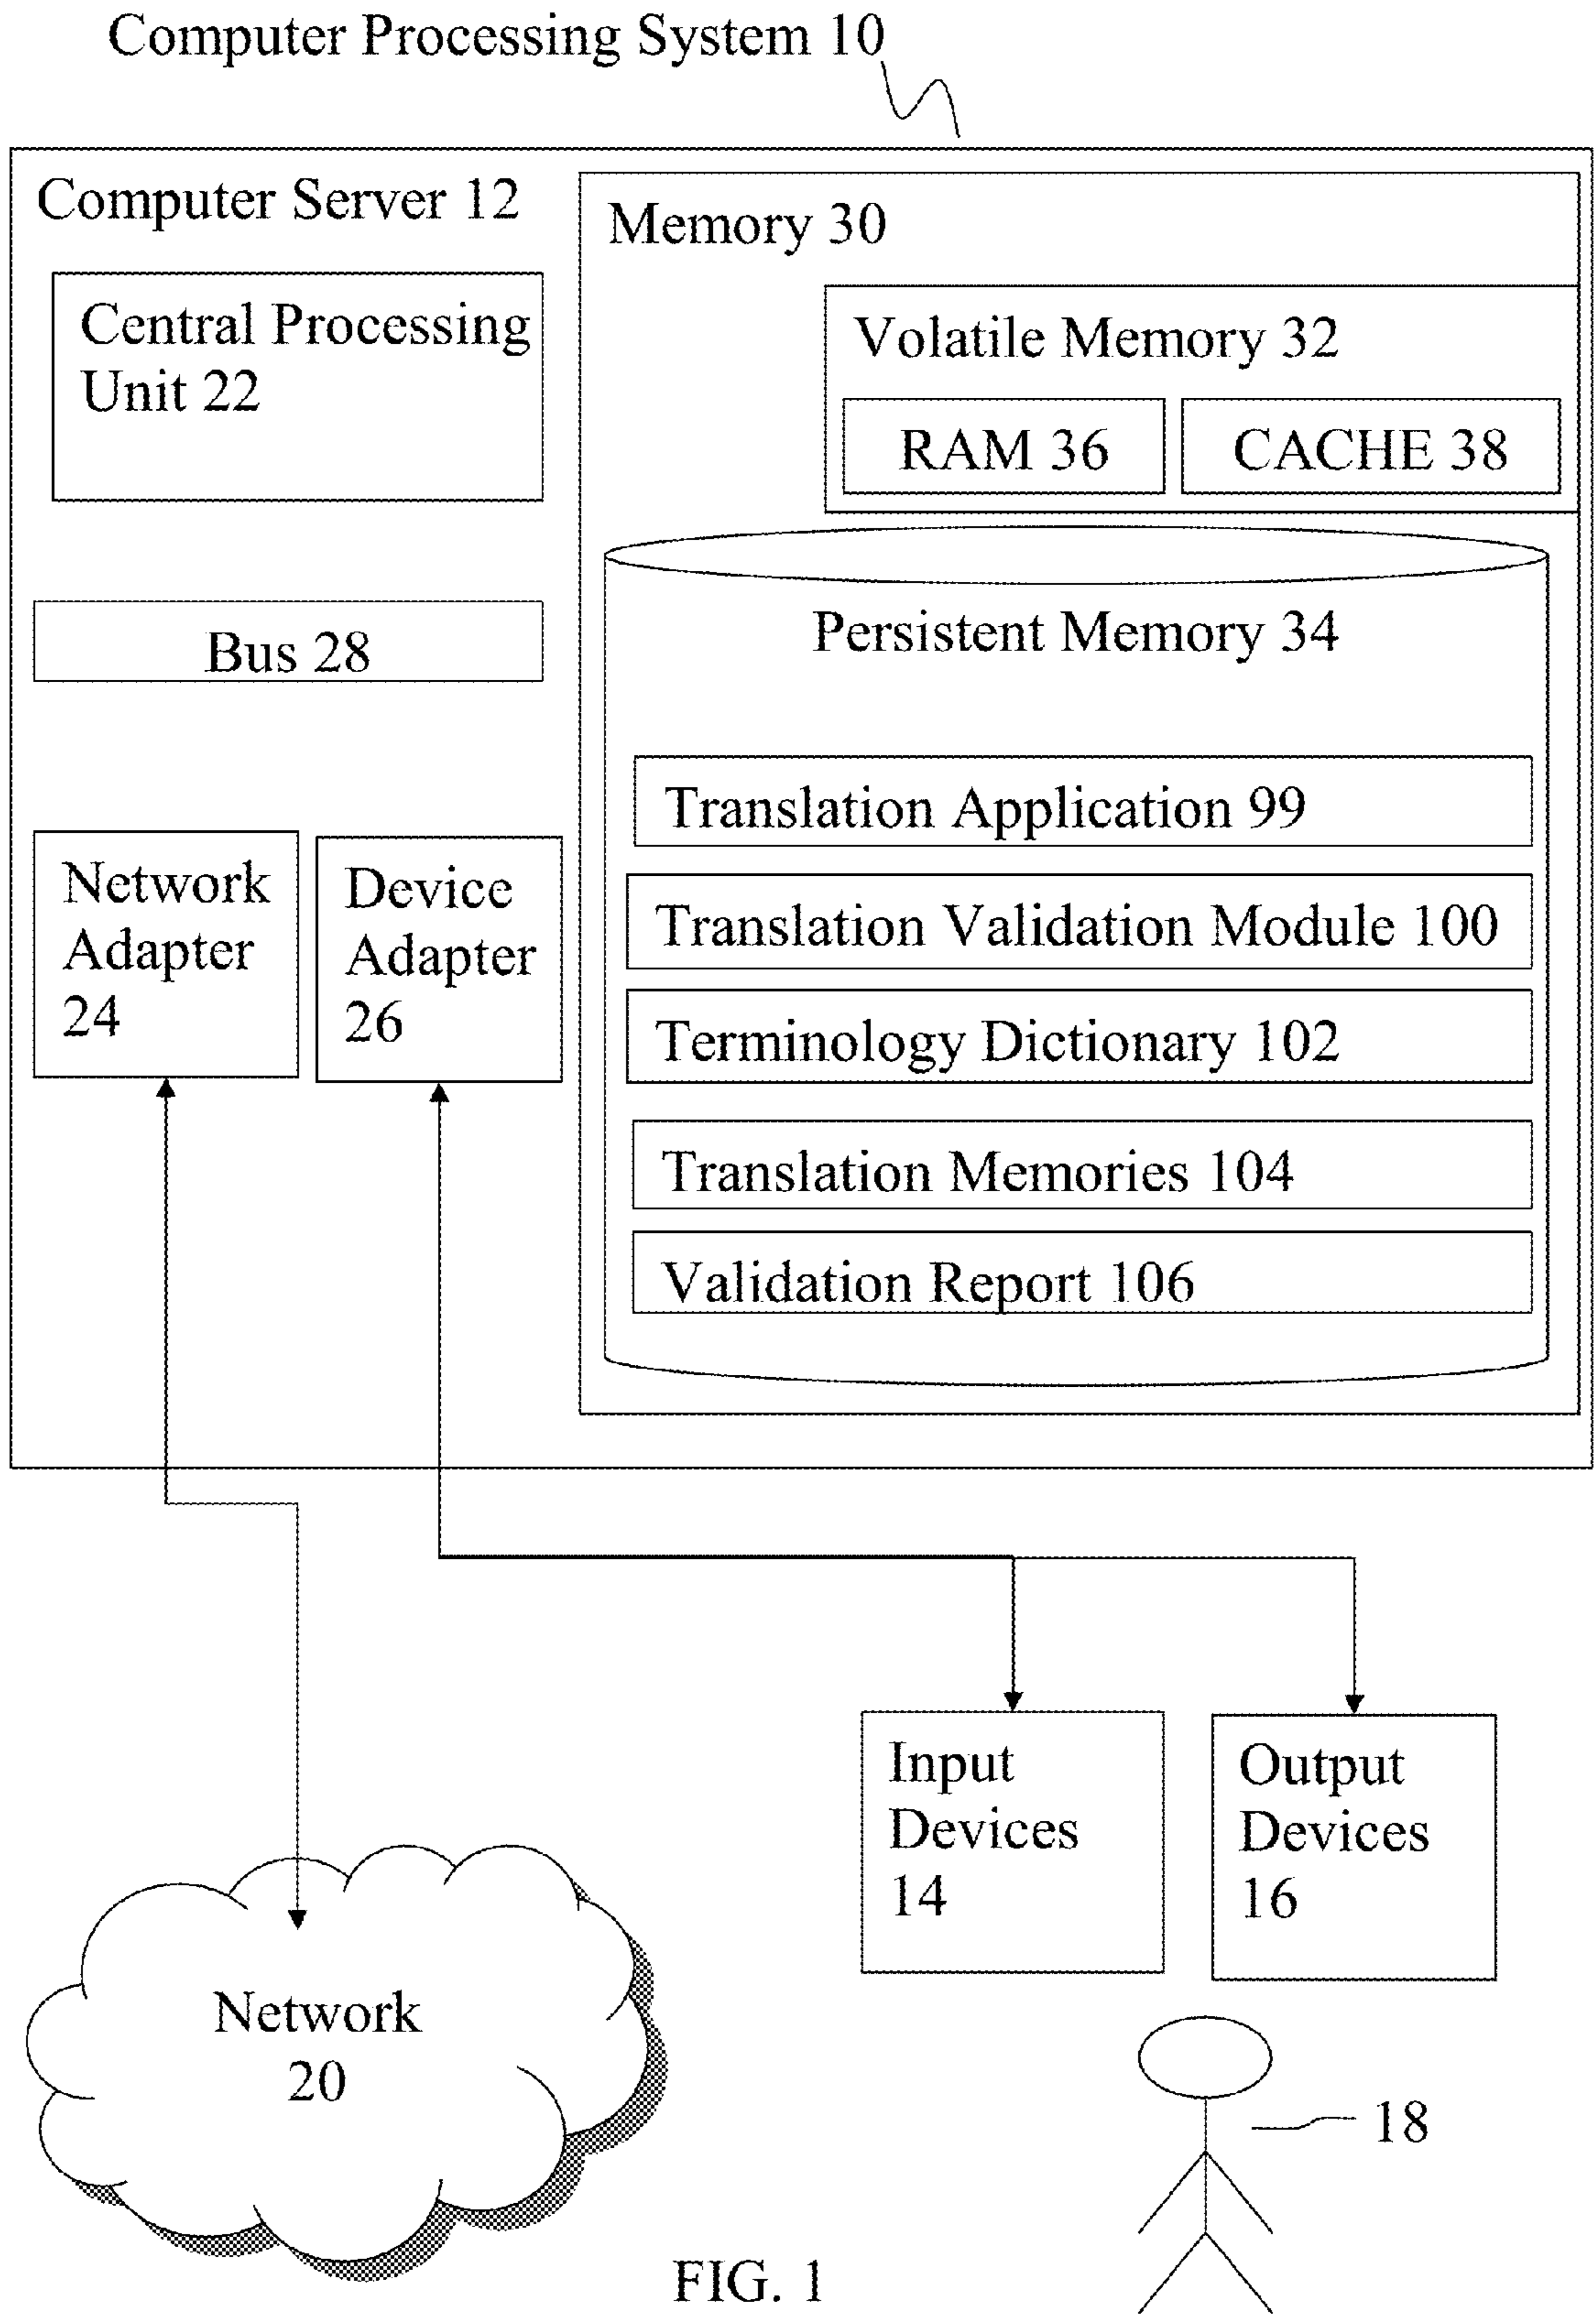 Computer Processing System 10
Computer Server 12
Central Processing
Unit 22
Bus 28
Network
Adapter
24
Device
Adapter
26
Memory 30
Volatile Memory 32
RAM 36
CACHE 38
Persistent Memory 34
Translation Application 99
Translation Validation Module 100
Terminology Dictionary 102
Translation Memories 104
Validation Report 106
Input
Devices
14
Output
Devices
16
Network
20
18
FIG. 1